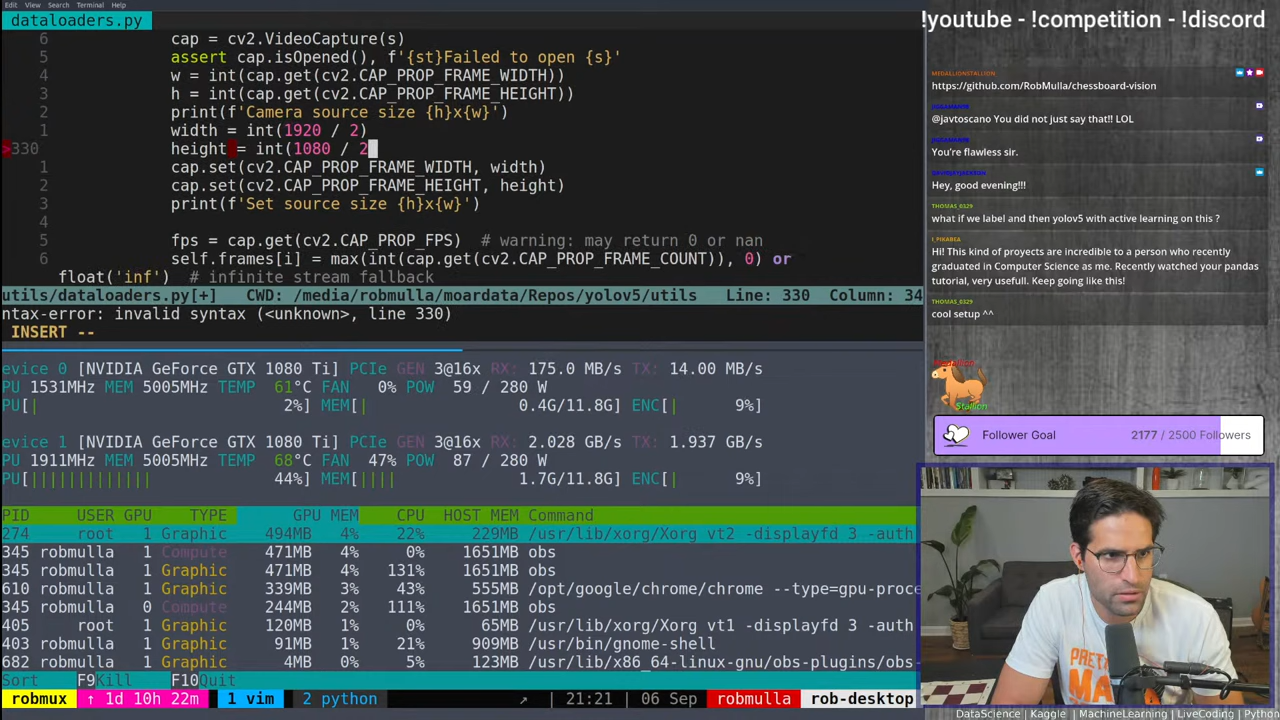 Edit View Search Terminal Help
dataloaders.py
6 cap = cv2.VideoCapture(s)
5 assert cap.isOpened(), f'{st}Failed to open {s}'
4 w = int(cap.get(cv2.CAP_PROP_FRAME_WIDTH))
3 h = int(cap.get(cv2.CAP_PROP_FRAME_HEIGHT))
2 print(f'Camera source size {h}x{w}')
1 width = int(1920 / 2)
>330 height = int(1080 / 2
1 cap.set(cv2.CAP_PROP_FRAME_WIDTH, width)
2 cap.set(cv2.CAP_PROP_FRAME_HEIGHT, height)
3 print(f'Set source size {h}x{w}')
4
5 fps = cap.get(cv2.CAP_PROP_FPS) # warning: may return 0 or nan
6 self.frames[i] = max(int(cap.get(cv2.CAP_PROP_FRAME_COUNT)), 0) or
float('inf') # infinite stream fallback
utils/dataloaders.py[+] CWD: /media/robmulla/moardata/Repos/yolov5/utils Line: 330 Column: 34
ntax-error: invalid syntax (<unknown>, line 330)
INSERT --
evice 0 [NVIDIA GeForce GTX 1080 Ti] PCIe GEN 3@16x RX: 175.0 MB/s TX: 14.00 MB/s
PU 1531MHz MEM 5005MHz TEMP 61°C FAN 0% POW 59 / 280 W
PU[| 2%] MEM[| 0.4G/11.8G] ENC[| 9%]
evice 1 [NVIDIA GeForce GTX 1080 Ti] PCIe GEN 3@16x RX: 2.028 GB/s TX: 1.937 GB/s
PU 1911MHz MEM 5005MHz TEMP 68°C FAN 47% POW 87 / 280 W
PU[||||||||||||| 44%] MEM[|||| 1.7G/11.8G] ENC[| 9%]
PID USER GPU TYPE GPU MEM CPU HOST MEM Command
274 root 1 Graphic 494MB 4% 22% 229MB /usr/lib/xorg/Xorg vt2 -displayfd 3 -auth
345 robmulla 1 Compute 471MB 4% 0% 1651MB obs
345 robmulla 1 Graphic 471MB 4% 131% 1651MB obs
610 robmulla 1 Graphic 339MB 3% 43% 555MB /opt/google/chrome/chrome --type=gpu-proce
345 robmulla 0 Compute 244MB 2% 111% 1651MB obs
405 root 1 Graphic 120MB 1% 0% 65MB /usr/lib/xorg/Xorg vt1 -displayfd 3 -auth
403 robmulla 1 Graphic 91MB 1% 21% 909MB /usr/bin/gnome-shell
682 robmulla 1 Graphic 4MB 0% 5% 123MB /usr/lib/x86_64-linux-gnu/obs-plugins/obs-
Sort F9Kill F10Quit
robmux ↑ 1d 10h 22m 1 vim 2 python ↗ | 21:21 | 06 Sep robmulla rob-desktop
!youtube - !competition - !discord
MEDALLIONSTALLION
https://github.com/RobMulla/chessboard-vision
@javtoscano You did not just say that!! LOL
You're flawless sir.
Hey, good evening!!!
THOMAS_0329
what if we label and then yolov5 with active learning on this ?
I_PIKABEA
Hi! This kind of proyects are incredible to a person who recently
graduated in Computer Science as me. Recently watched your pandas
tutorial, very usefull. Keep going like this!
THOMAS_0329
cool setup ^^
Medallion
Stallion
Follower Goal 2177 / 2500 Followers
DataScience | Kaggle | MachineLearning | LiveCoding | Python